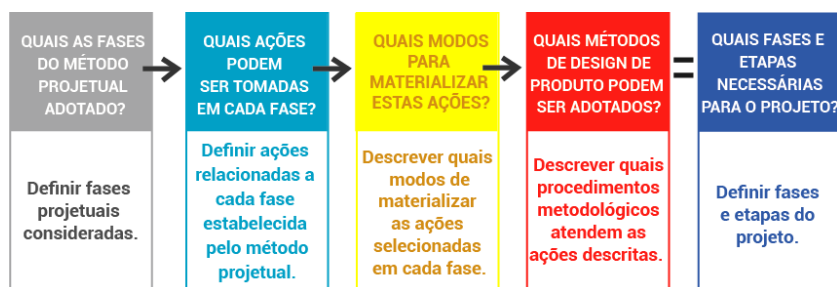 QUAIS AS FASES
DO MÉTODO
PROJETUAL
ADOTADO?
Definir fases
projetuais
consideradas.
QUAIS AÇÕES
PODEM
SER TOMADAS
EM CADA FASE?
Definir ações
relacionadas a
cada fase
estabelecida
pelo método
projetual.
QUAIS MODOS
PARA
MATERIALIZAR
ESTAS AÇÕES?
Descrever quais
modos de
materializar
as ações
selecionadas
em cada fase.
QUAIS MÉTODOS
DE DESIGN DE
PRODUTO PODEM
SER ADOTADOS?
Descrever quais
procedimentos
metodológicos
atendem as
ações descritas.
=
QUAIS FASES E
ETAPAS
NECESSÁRIAS
PARA O PROJETO?
Definir fases
e etapas do
projeto.